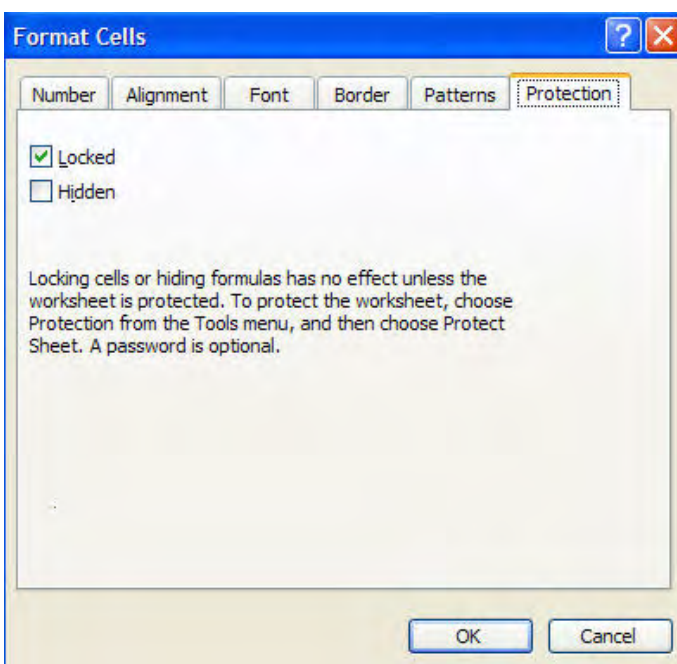 Format Cells
?
Number Alignment Font Border Patterns Protection
Locked
Hidden
Locking cells or hiding formulas has no effect unless the
worksheet is protected. To protect the worksheet, choose
Protection from the Tools menu, and then choose Protect
Sheet. A password is optional.
OK Cancel